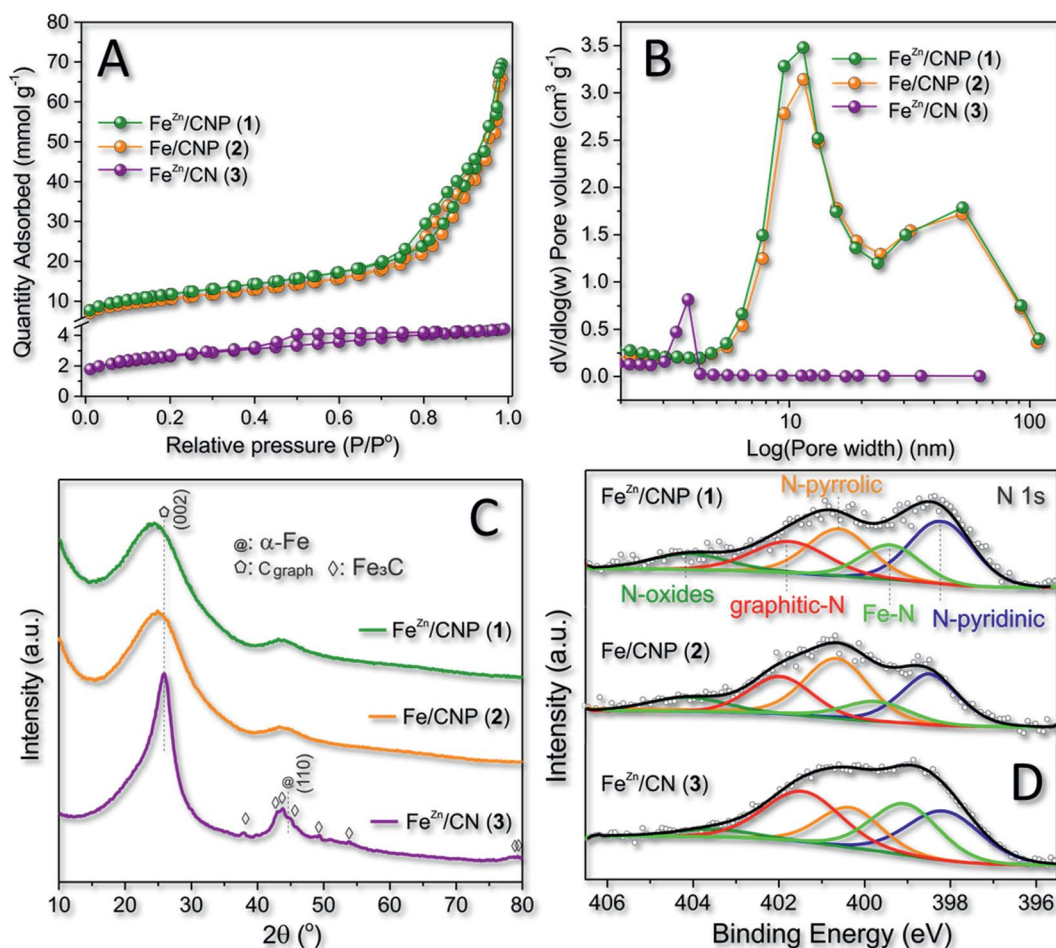 A
Quantity Adsorbed (mmol g⁻¹)
80
70
60
50
40
30
20
10
4
2
0
Feᶻⁿ/CNP (1)
Fe/CNP (2)
Feᶻⁿ/CN (3)
0.0 0.2 0.4 0.6 0.8 1.0
Relative pressure (P/Pᵒ)
B
dV/dlog(w) Pore volume (cm³ g⁻¹)
3.5
3.0
2.5
2.0
1.5
1.0
0.5
0.0
Feᶻⁿ/CNP (1)
Fe/CNP (2)
Feᶻⁿ/CN (3)
10 100
Log(Pore width) (nm)
C
Intensity (a.u.)
(002)
@: α-Fe
C graph
: Fe₃C
Feᶻⁿ/CNP (1)
Fe/CNP (2)
@
(110)
Feᶻⁿ/CN (3)
10 20 30 40 50 60 70 80
2θ (°)
D
Intensity (a.u.)
Feᶻⁿ/CNP (1)
N-pyrrolic
N 1s
N-oxides
graphitic-N
Fe-N
N-pyridinic
Fe/CNP (2)
Feᶻⁿ/CN (3)
406 404 402 400 398 396
Binding Energy (eV)